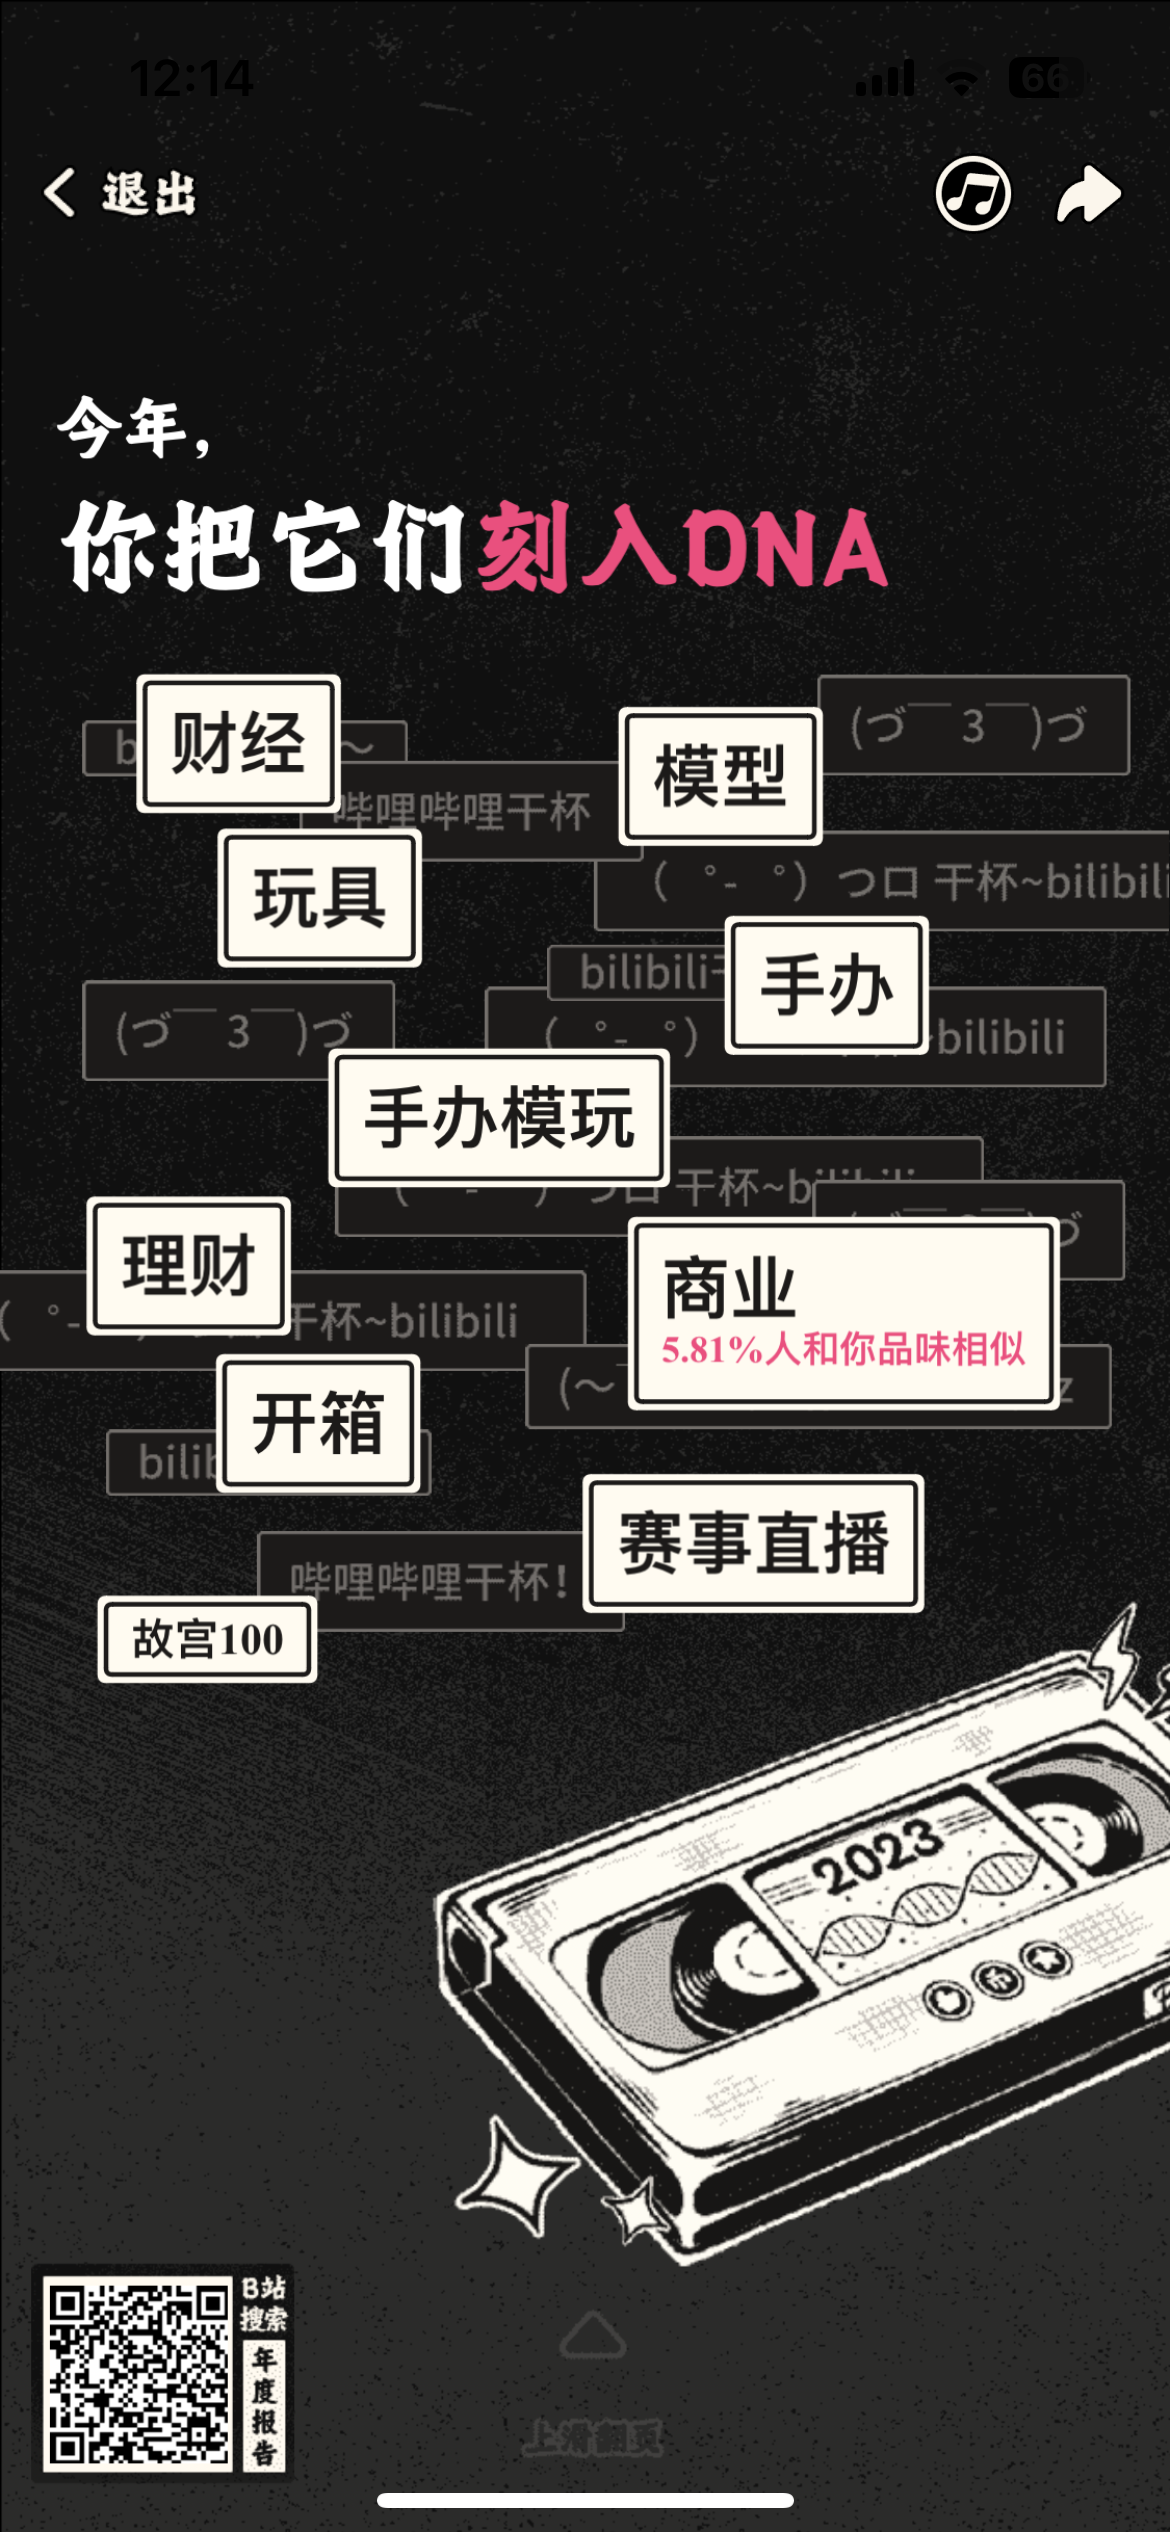 12:14
66
退出
今年，
你把它们刻入DNA
财经
模型
(づ￣ 3￣)づ
哔哩哔哩干杯
玩具
( ゜- ゜) つロ 干杯~bilibili
手办
bilibili
(づ￣ 3￣)づ
( ゜- ゜)
~bilibili
手办模玩
干杯~bilibili
理财
商业
5.81%人和你品味相似
干杯~bilibili
开箱
赛事直播
哔哩哔哩干杯！
故宫100
2023
B站
搜索
年度报告
上滑翻页